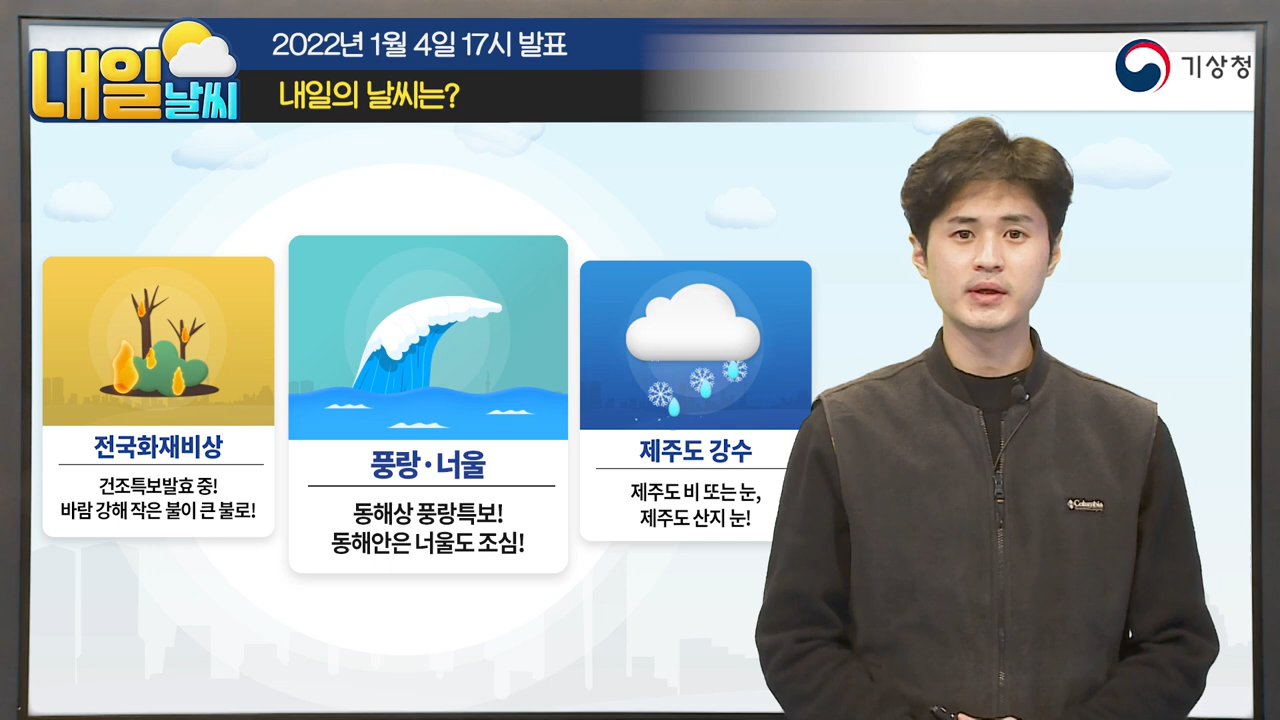 내일
날씨
2022년 1월 4일 17시 발표
내일의 날씨는?
기상청
전국화재비상
건조특보발효 중!
바람 강해 작은 불이 큰 불로!
풍랑·너울
동해상 풍랑특보!
동해안은 너울도 조심!
제주도 강수
제주도 비 또는 눈,
제주도 산지 눈!
Columbia